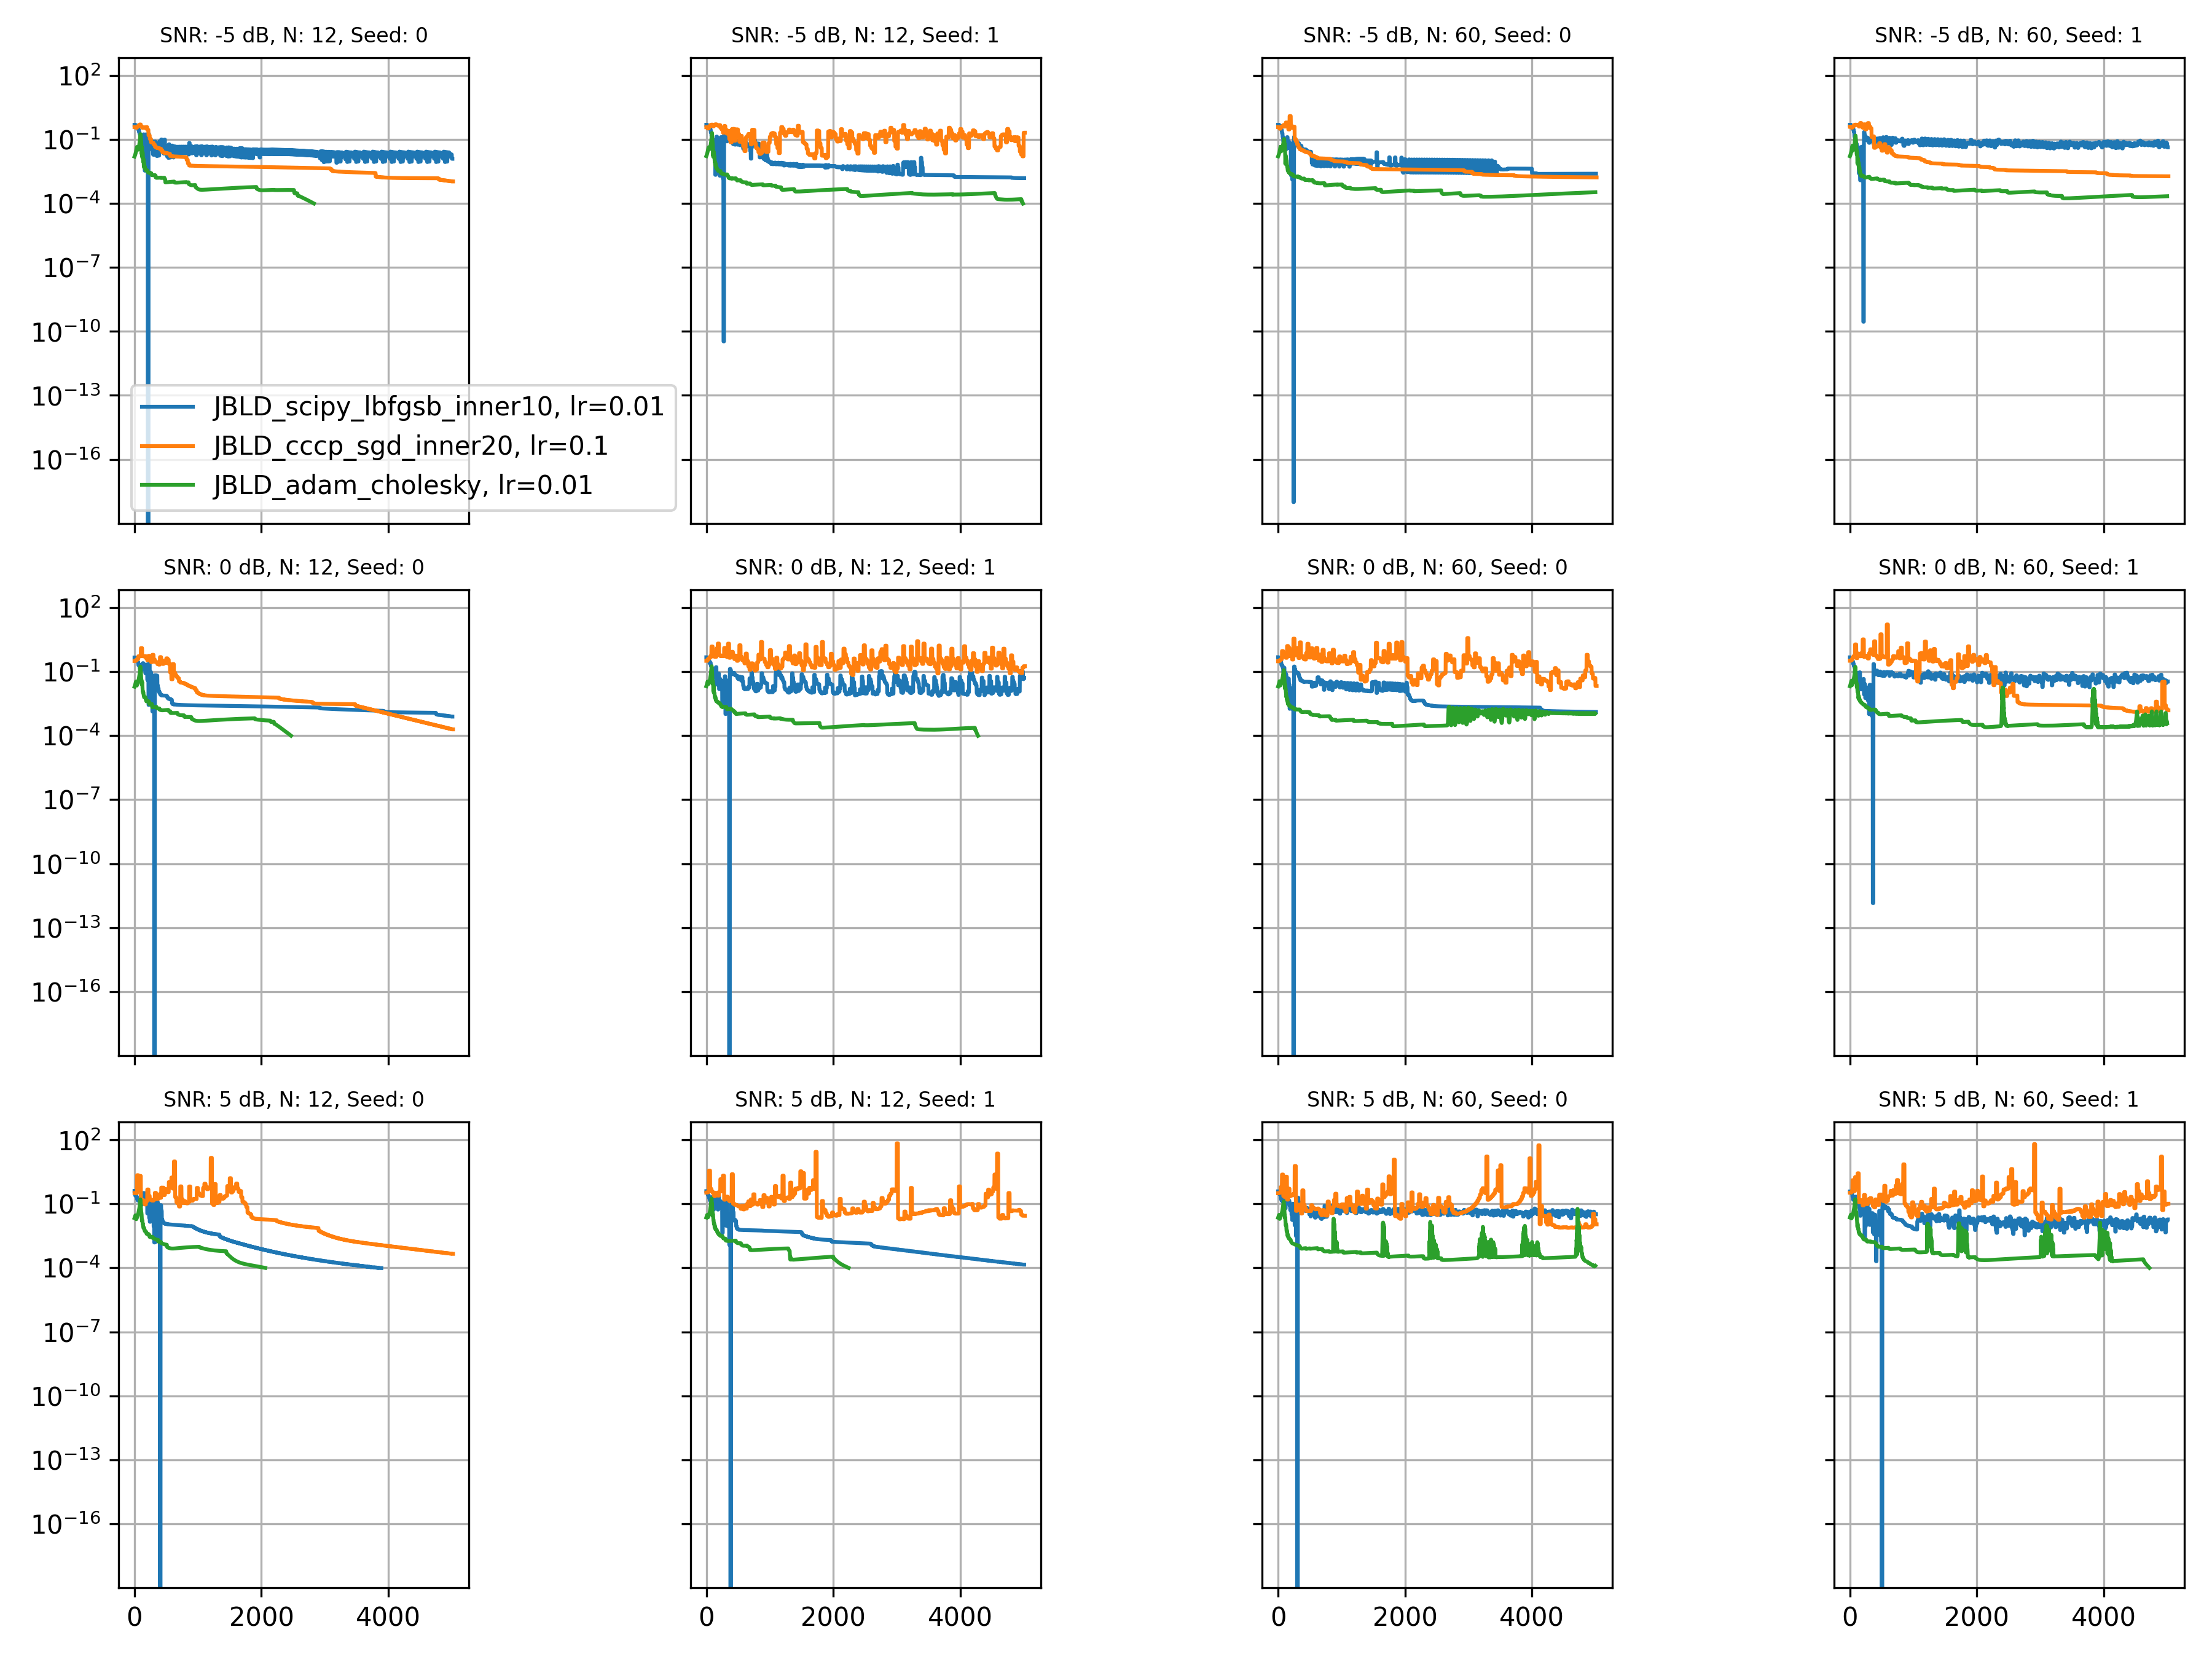 SNR: -5 dB, N: 12, Seed: 0
SNR: -5 dB, N: 12, Seed: 1
SNR: -5 dB, N: 60, Seed: 0
SNR: -5 dB, N: 60, Seed: 1
10^2
10^-1
10^-4
10^-7
10^-10
10^-13
10^-16
JBLD_scipy_lbfgsb_inner10, lr=0.01
JBLD_cccp_sgd_inner20, lr=0.1
JBLD_adam_cholesky, lr=0.01
SNR: 0 dB, N: 12, Seed: 0
SNR: 0 dB, N: 12, Seed: 1
SNR: 0 dB, N: 60, Seed: 0
SNR: 0 dB, N: 60, Seed: 1
10^2
10^-1
10^-4
10^-7
10^-10
10^-13
10^-16
SNR: 5 dB, N: 12, Seed: 0
SNR: 5 dB, N: 12, Seed: 1
SNR: 5 dB, N: 60, Seed: 0
SNR: 5 dB, N: 60, Seed: 1
10^2
10^-1
10^-4
10^-7
10^-10
10^-13
10^-16
0 2000 4000
0 2000 4000
0 2000 4000
0 2000 4000